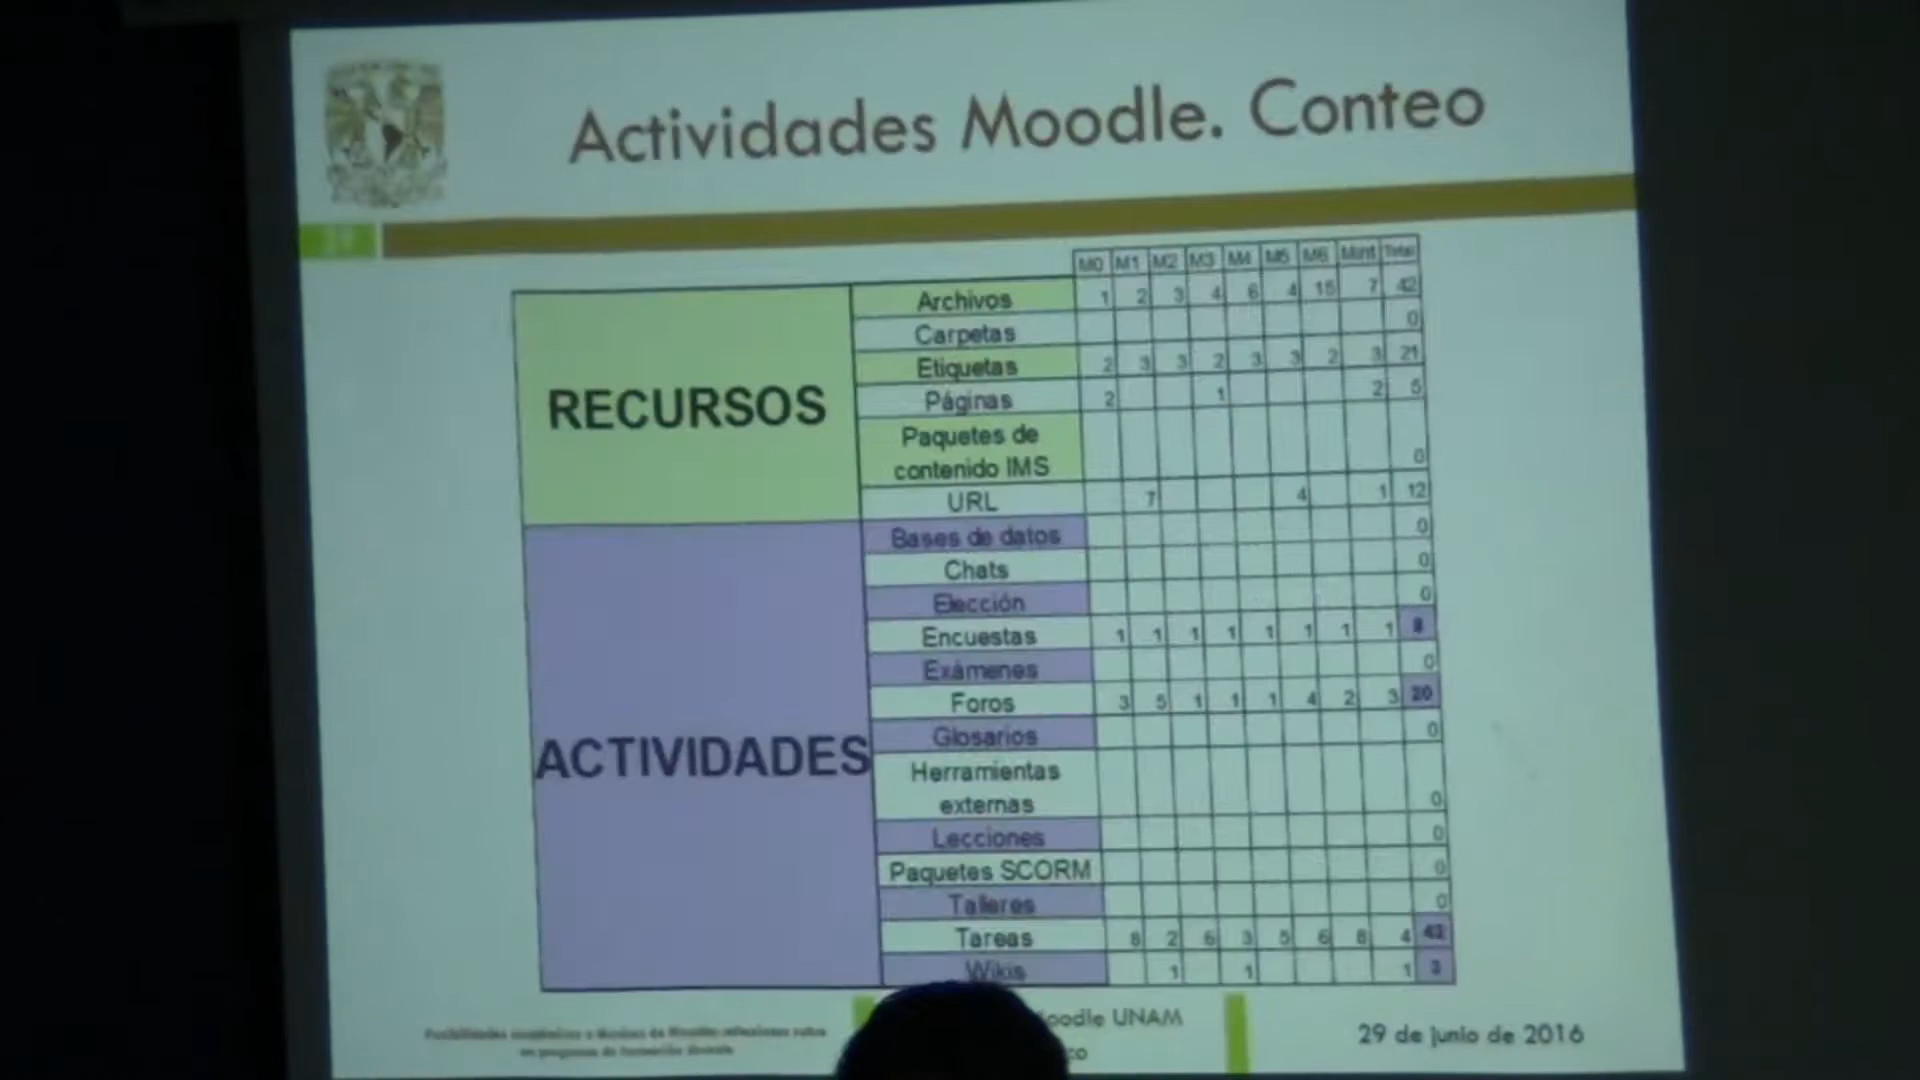 Actividades Moodle. Conteo
M0 M1 M2 M3 M4 M5 M6 MInt Total
RECURSOS
Archivos 1 2 3 4 6 4 15 7 42
Carpetas 0
Etiquetas 2 3 3 2 3 3 2 3 21
Páginas 2 1 2 5
Paquetes de
contenido IMS 0
URL 7 4 1 12
ACTIVIDADES
Bases de datos 0
Chats 0
Elección 0
Encuestas 1 1 1 1 1 1 1 1 8
Exámenes 0
Foros 3 5 1 1 1 4 2 3 20
Glosarios 0
Herramientas
externas 0
Lecciones 0
Paquetes SCORM 0
Talleres 0
Tareas 8 2 6 3 5 6 8 4 42
Wikis 1 1 1 3
oodle UNAM
co
29 de junio de 2016